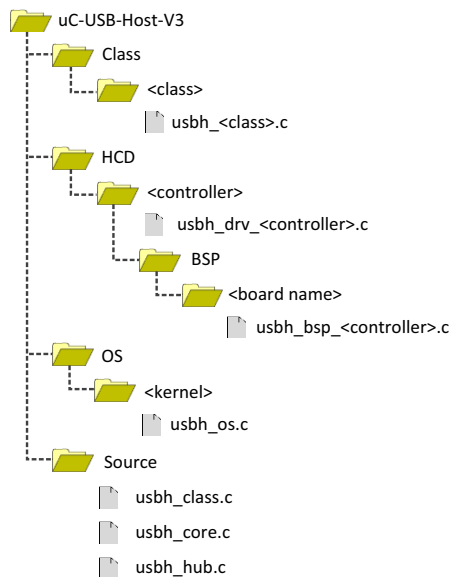 uC-USB-Host-V3
Class
<class>
usbh_<class>.c
HCD
<controller>
usbh_drv_<controller>.c
BSP
<board name>
usbh_bsp_<controller>.c
OS
<kernel>
usbh_os.c
Source
usbh_class.c
usbh_core.c
usbh_hub.c